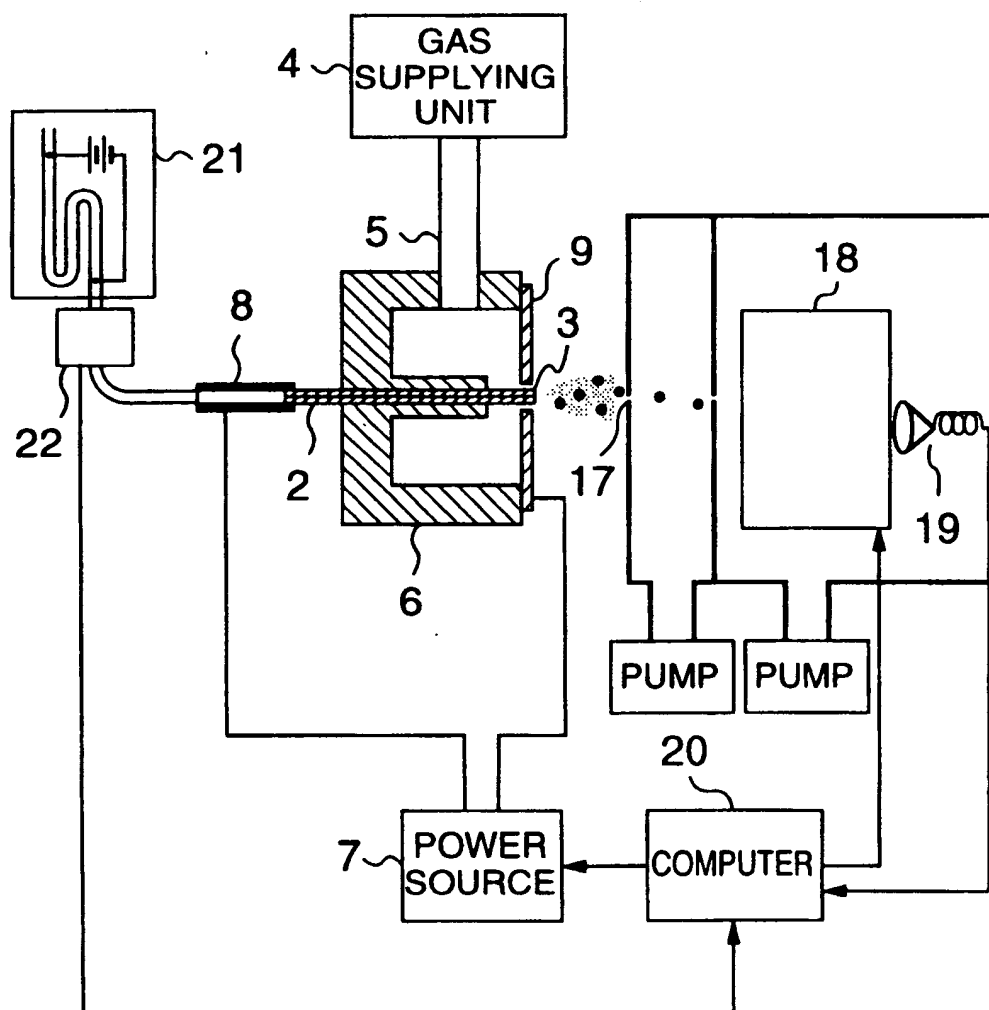 GAS
SUPPLYING
UNIT
4
21
5
9
18
8
3
22
2
17
19
6
PUMP
PUMP
20
7
POWER
SOURCE
COMPUTER